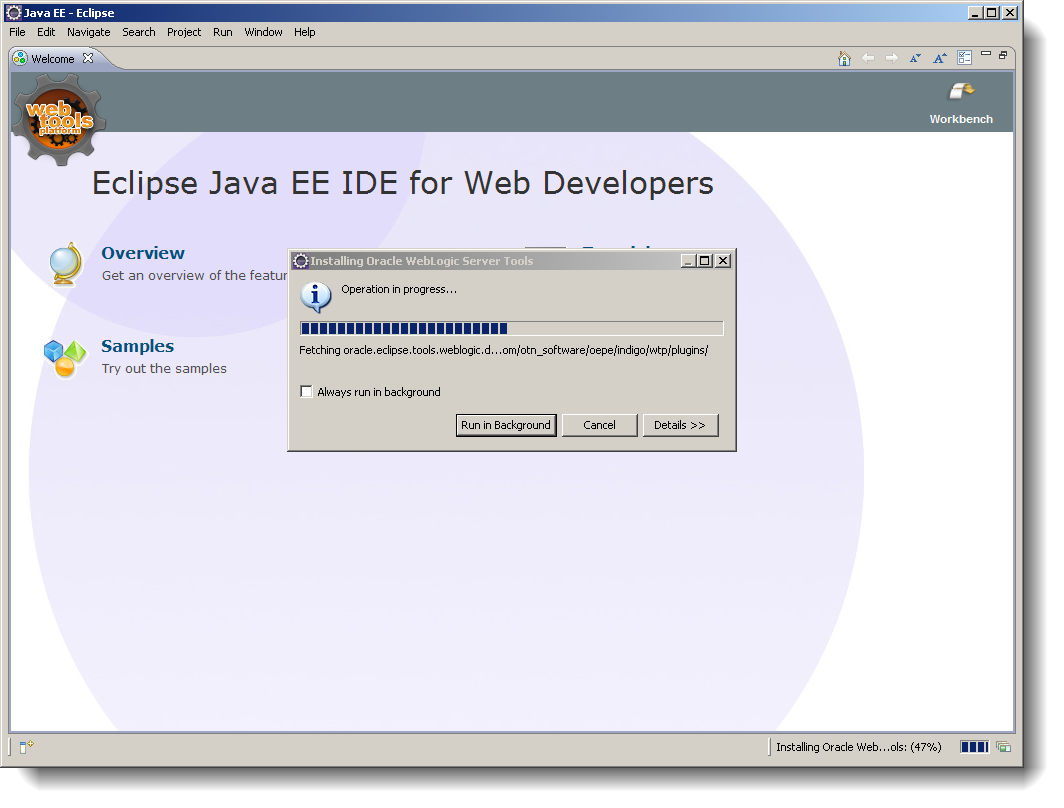 Java EE - Eclipse
File Edit Navigate Search Project Run Window Help
Welcome
web
tools
platform
Workbench
Eclipse Java EE IDE for Web Developers
Overview
Get an overview of the featur
Samples
Try out the samples
Installing Oracle WebLogic Server Tools
Operation in progress...
Fetching oracle.eclipse.tools.weblogic.d...om/otn_software/oepe/indigo/wtp/plugins/
Always run in background
Run in Background Cancel Details >>
Installing Oracle Web...ols: (47%)